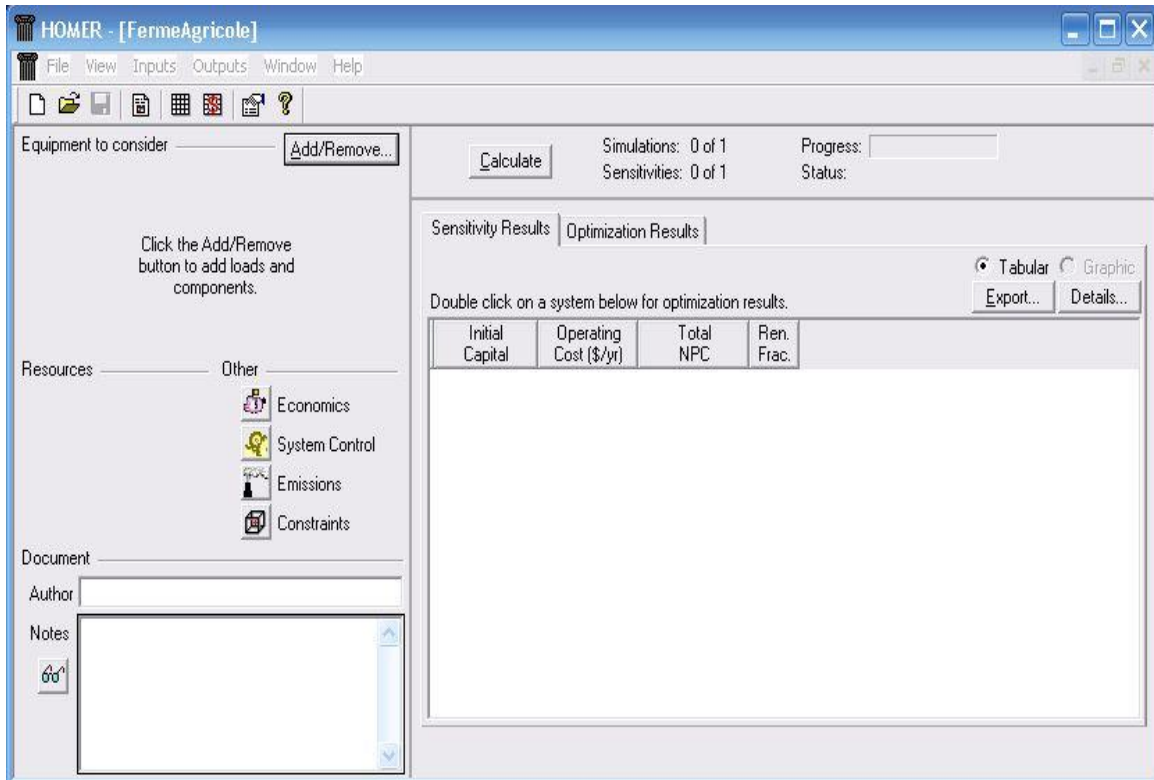 HOMER - [FermeAgricole]
File View Inputs Outputs Window Help
Equipment to consider
Add/Remove...
Click the Add/Remove
button to add loads and
components.
Resources
Other
Economics
System Control
Emissions
Constraints
Document
Author
Notes
Calculate
Simulations: 0 of 1
Sensitivities: 0 of 1
Progress:
Status:
Sensitivity Results
Optimization Results
Tabular
Graphic
Double click on a system below for optimization results.
Export...
Details...
Initial
Capital
Operating
Cost ($/yr)
Total
NPC
Ren.
Frac.